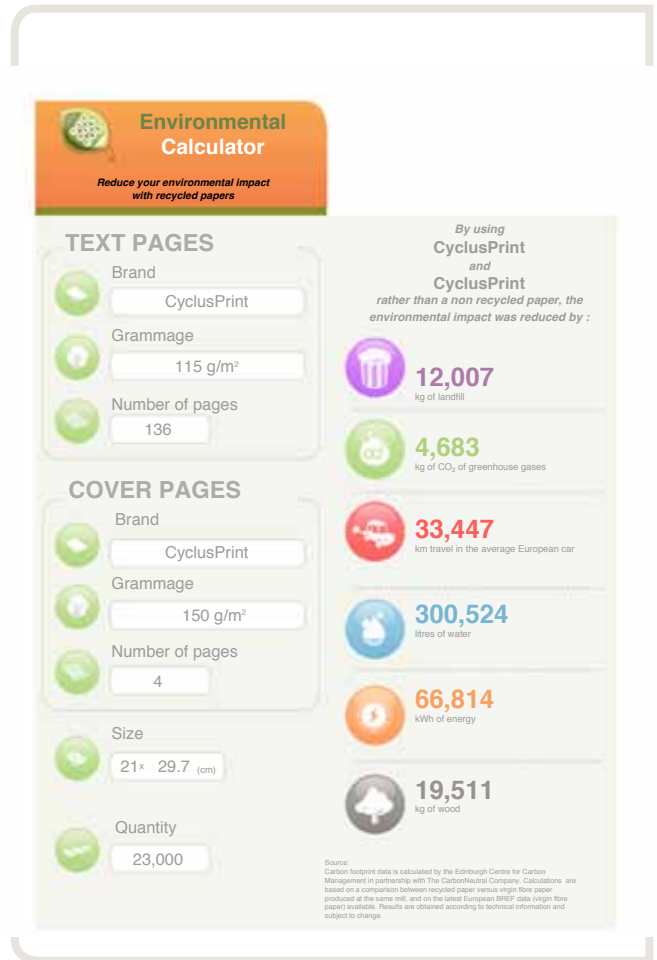 Environmental
Calculator
Reduce your environmental impact
with recycled papers
TEXT PAGES
Brand
CyclusPrint
Grammage
115 g/m²
Number of pages
136
COVER PAGES
Brand
CyclusPrint
Grammage
150 g/m²
Number of pages
4
Size
21x 29.7 (cm)
Quantity
23,000
By using
CyclusPrint
and
CyclusPrint
rather than a non recycled paper, the
environmental impact was reduced by :
12,007
kg of landfill
4,683
kg of CO₂ of greenhouse gases
33,447
km travel in the average European car
300,524
litres of water
66,814
kWh of energy
19,511
kg of wood
Source:
Carbon footprint data is calculated by the Edinburgh Centre for Carbon
Management in partnership with The CarbonNeutral Company. Calculations are
based on a comparison between recycled paper versus virgin fibre paper
produced at the same mill, and on the latest European BREF data (virgin fibre
paper) available. Results are obtained according to technical information and
subject to change.